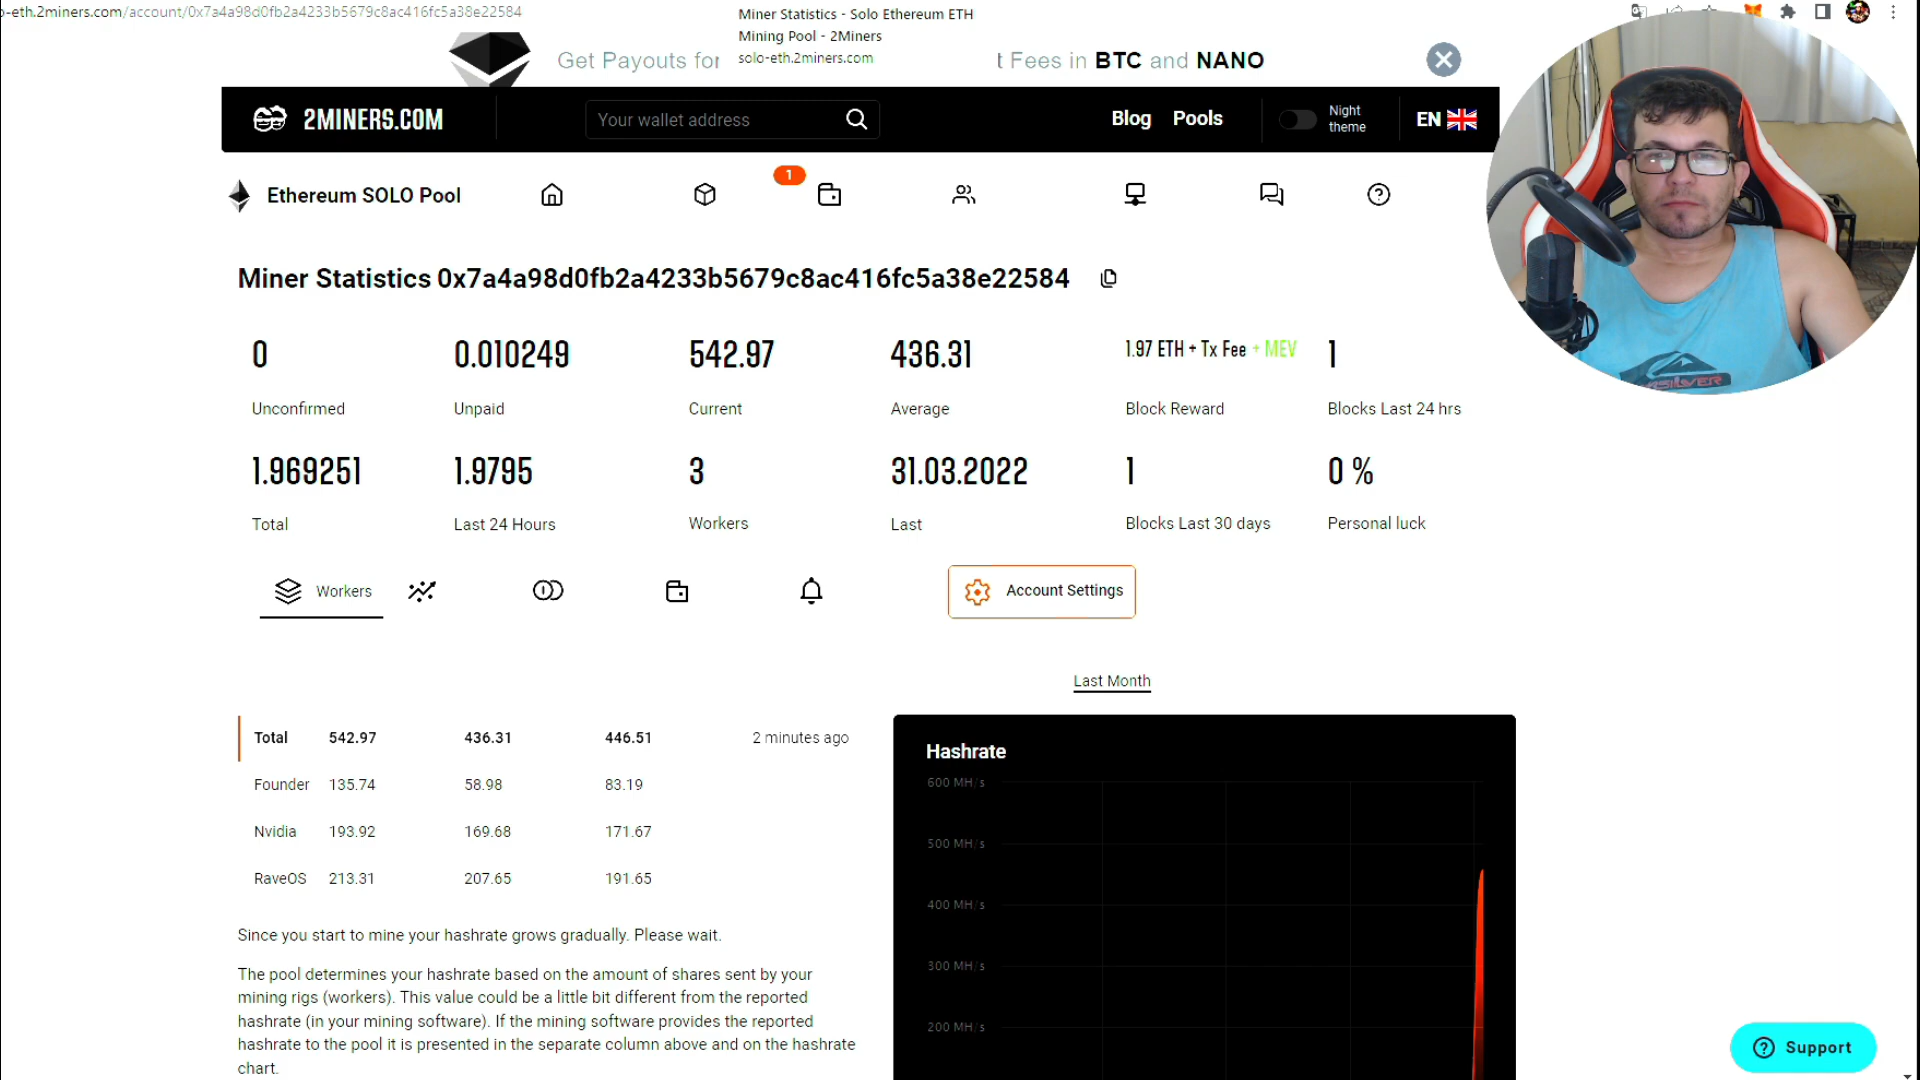 o-eth.2miners.com/account/0x7a4a98d0fb2a4233b5679c8ac416fc5a38e22584
Miner Statistics - Solo Ethereum ETH
Mining Pool - 2Miners
solo-eth.2miners.com
Get Payouts for
t Fees in BTC and NANO
2MINERS.COM
Your wallet address
Blog
Pools
Night
theme
EN
1
Ethereum SOLO Pool
Miner Statistics 0x7a4a98d0fb2a4233b5679c8ac416fc5a38e22584
0
0.010249
542.97
436.31
1.97 ETH + Tx Fee + MEV
1
Unconfirmed
Unpaid
Current
Average
Block Reward
Blocks Last 24 hrs
1.969251
1.9795
3
31.03.2022
1
0 %
Total
Last 24 Hours
Workers
Last
Blocks Last 30 days
Personal luck
Workers
Account Settings
Last Month
Total 542.97 436.31 446.51 2 minutes ago
Founder 135.74 58.98 83.19
Nvidia 193.92 169.68 171.67
RaveOS 213.31 207.65 191.65
Since you start to mine your hashrate grows gradually. Please wait.
The pool determines your hashrate based on the amount of shares sent by your
mining rigs (workers). This value could be a little bit different from the reported
hashrate (in your mining software). If the mining software provides the reported
hashrate to the pool it is presented in the separate column above and on the hashrate
chart.
Hashrate
600 MH/s
500 MH/s
400 MH/s
300 MH/s
200 MH/s
Support